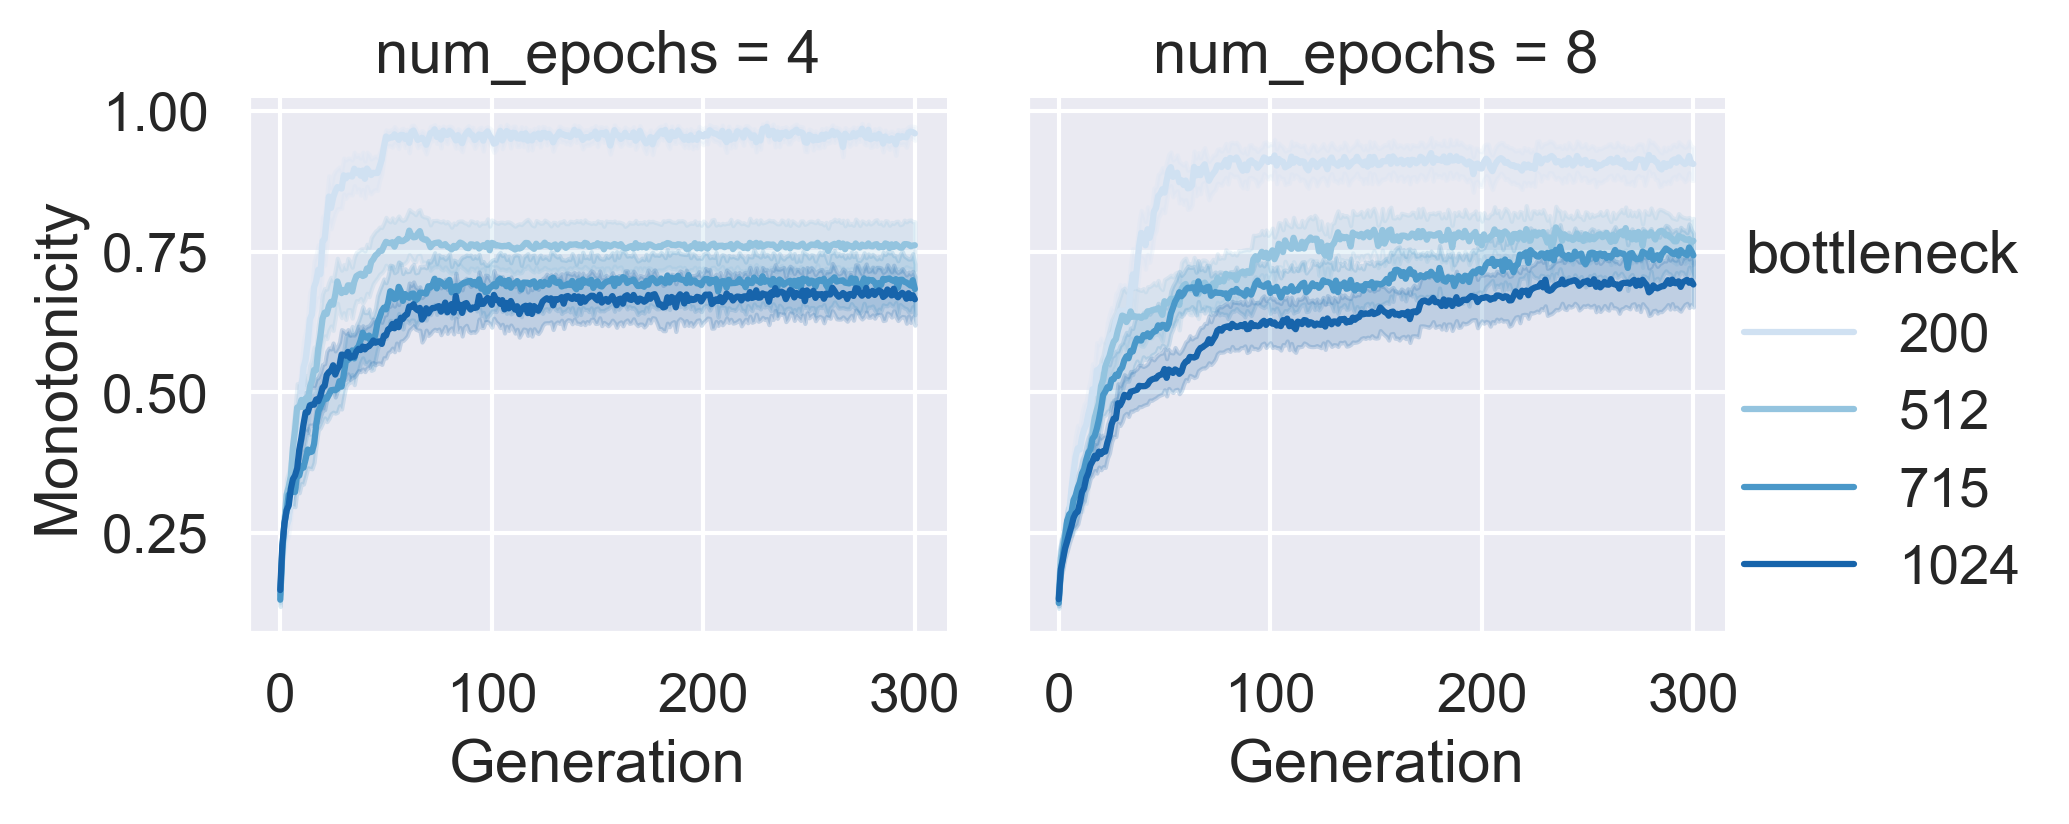 num_epochs = 4
num_epochs = 8
Monotonicity
1.00
0.75
0.50
0.25
0 100 200 300
0 100 200 300
Generation
Generation
bottleneck
200
512
715
1024